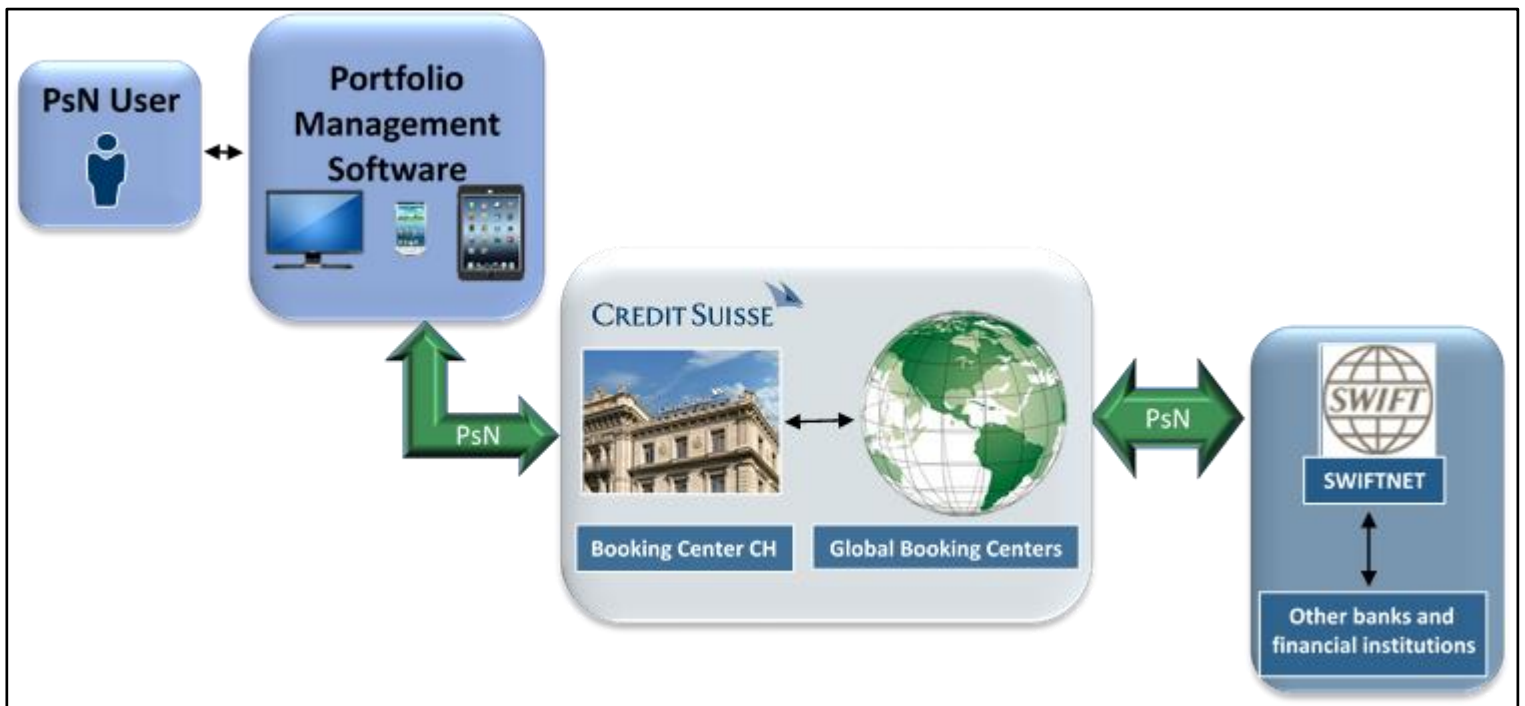 PsN User
Portfolio
Management
Software
CREDIT SUISSE
PsN
Booking Center CH
Global Booking Centers
PsN
SWIFT
SWIFTNET
Other banks and
financial institutions